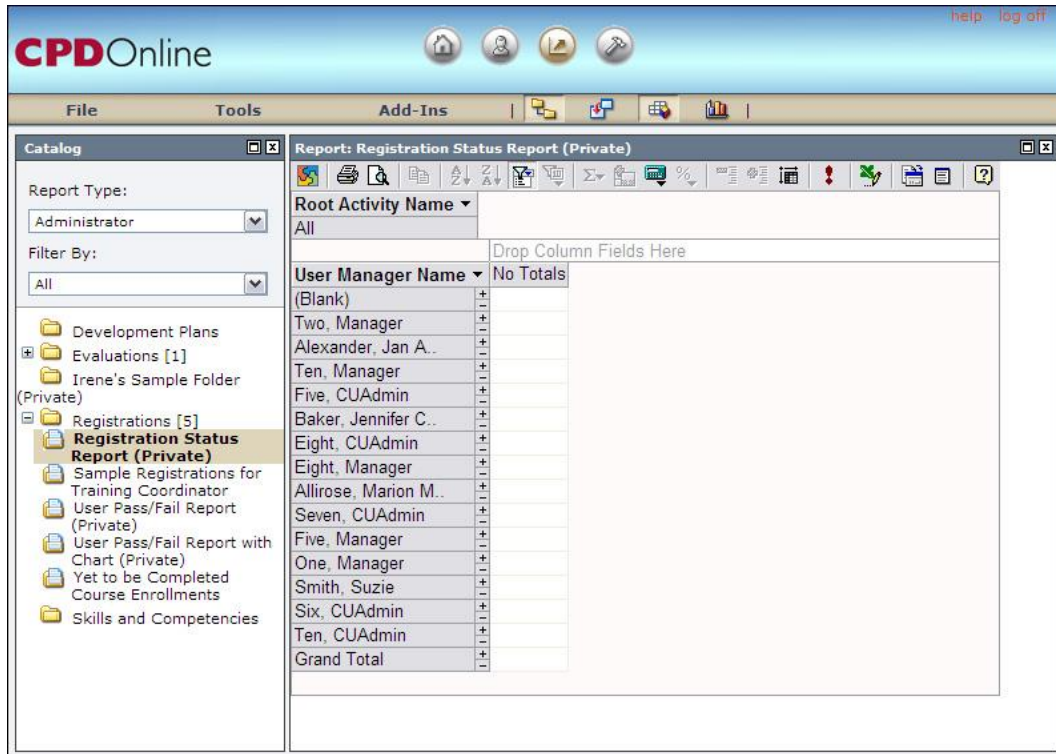 help log off
CPDOnline
File Tools Add-Ins
Catalog
Report Type:
Administrator
Filter By:
All
Development Plans
Evaluations [1]
Irene's Sample Folder
(Private)
Registrations [5]
Registration Status
Report (Private)
Sample Registrations for
Training Coordinator
User Pass/Fail Report
(Private)
User Pass/Fail Report with
Chart (Private)
Yet to be Completed
Course Enrollments
Skills and Competencies
Report: Registration Status Report (Private)
Root Activity Name
All
Drop Column Fields Here
User Manager Name No Totals
(Blank)
Two, Manager
Alexander, Jan A..
Ten, Manager
Five, CUAdmin
Baker, Jennifer C..
Eight, CUAdmin
Eight, Manager
Allirose, Marion M..
Seven, CUAdmin
Five, Manager
One, Manager
Smith, Suzie
Six, CUAdmin
Ten, CUAdmin
Grand Total